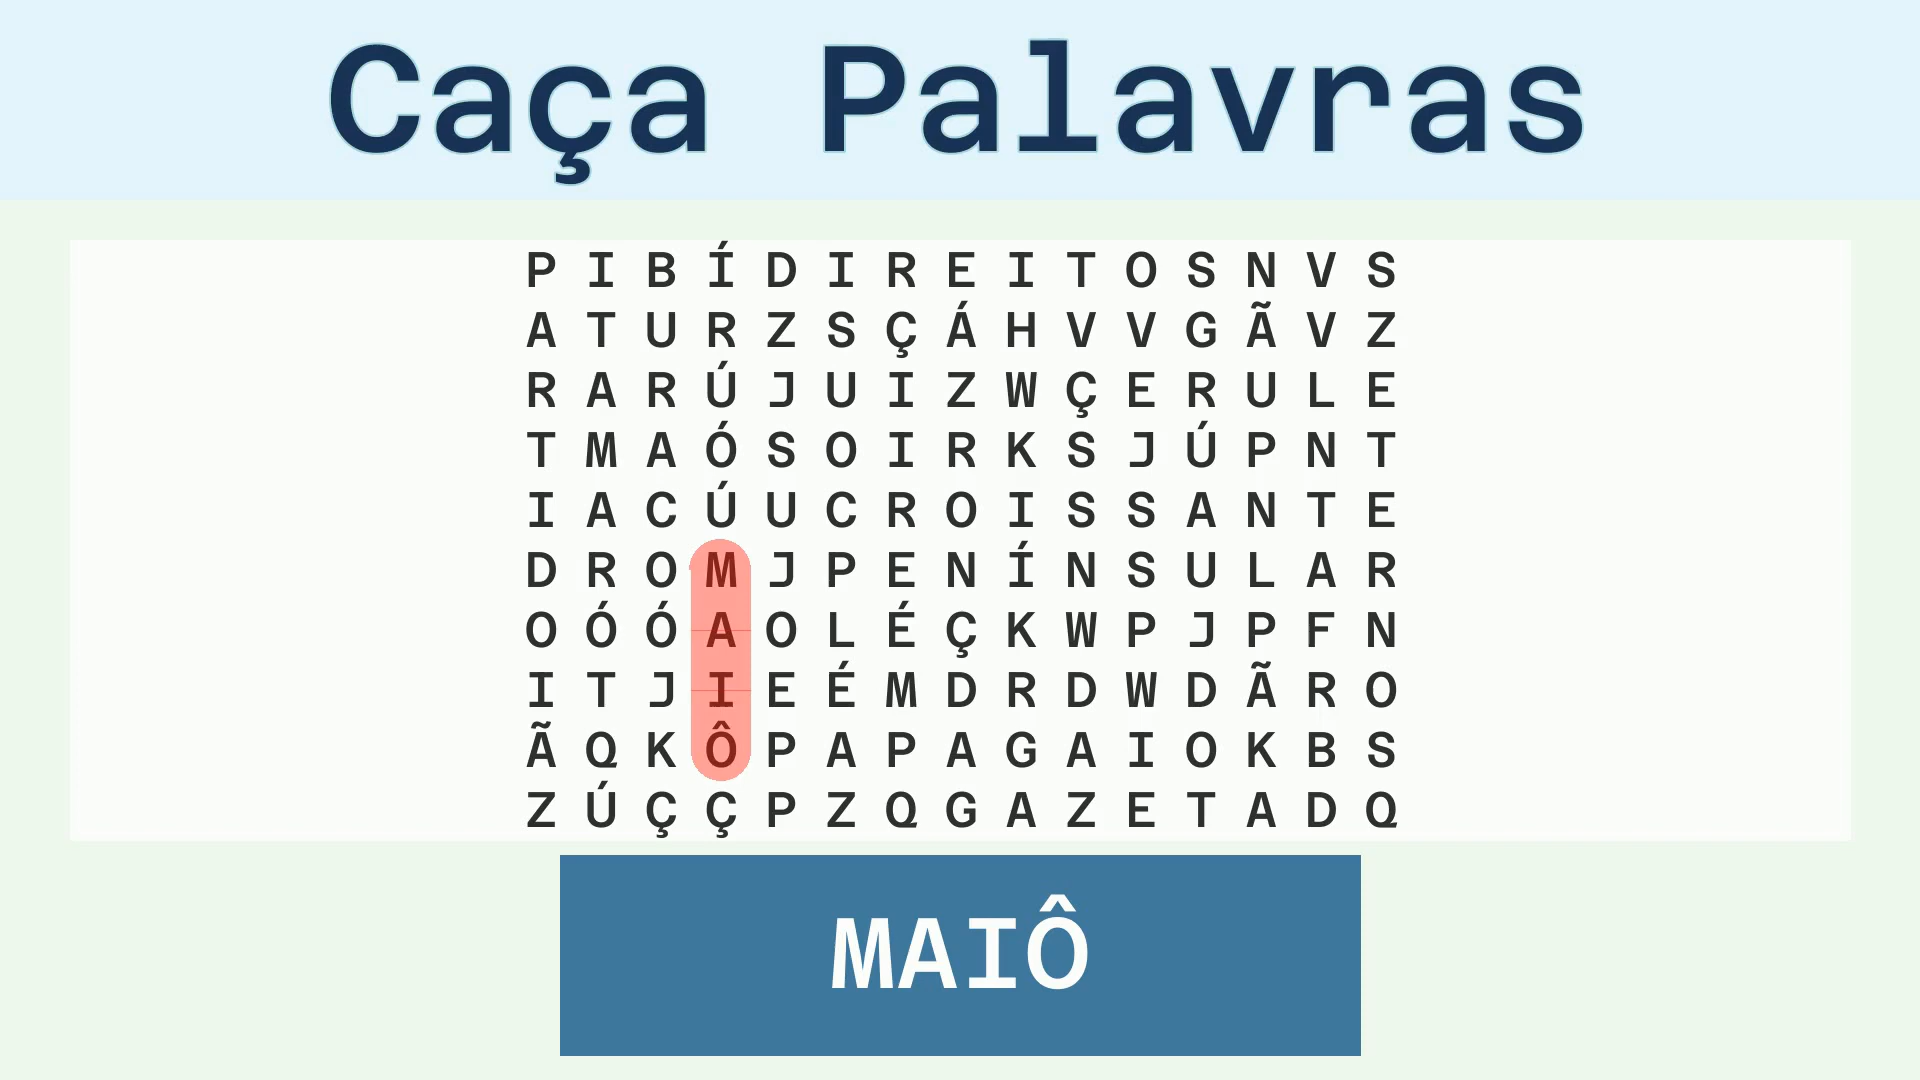 Caça Palavras
P I B Í D I R E I T O S N V S
A T U R Z S Ç Á H V V G Ã V Z
R A R Ú J U I Z W Ç E R U L E
T M A Ó S O I R K S J Ú P N T
I A C Ú U C R O I S S A N T E
D R O M J P E N Í N S U L A R
O Ó Ó A O L É Ç K W P J P F N
I T J I E É M D R D W D Ã R O
Ã Q K Ô P A P A G A I O K B S
Z Ú Ç Ç P Z Q G A Z E T A D Q
MAIÔ